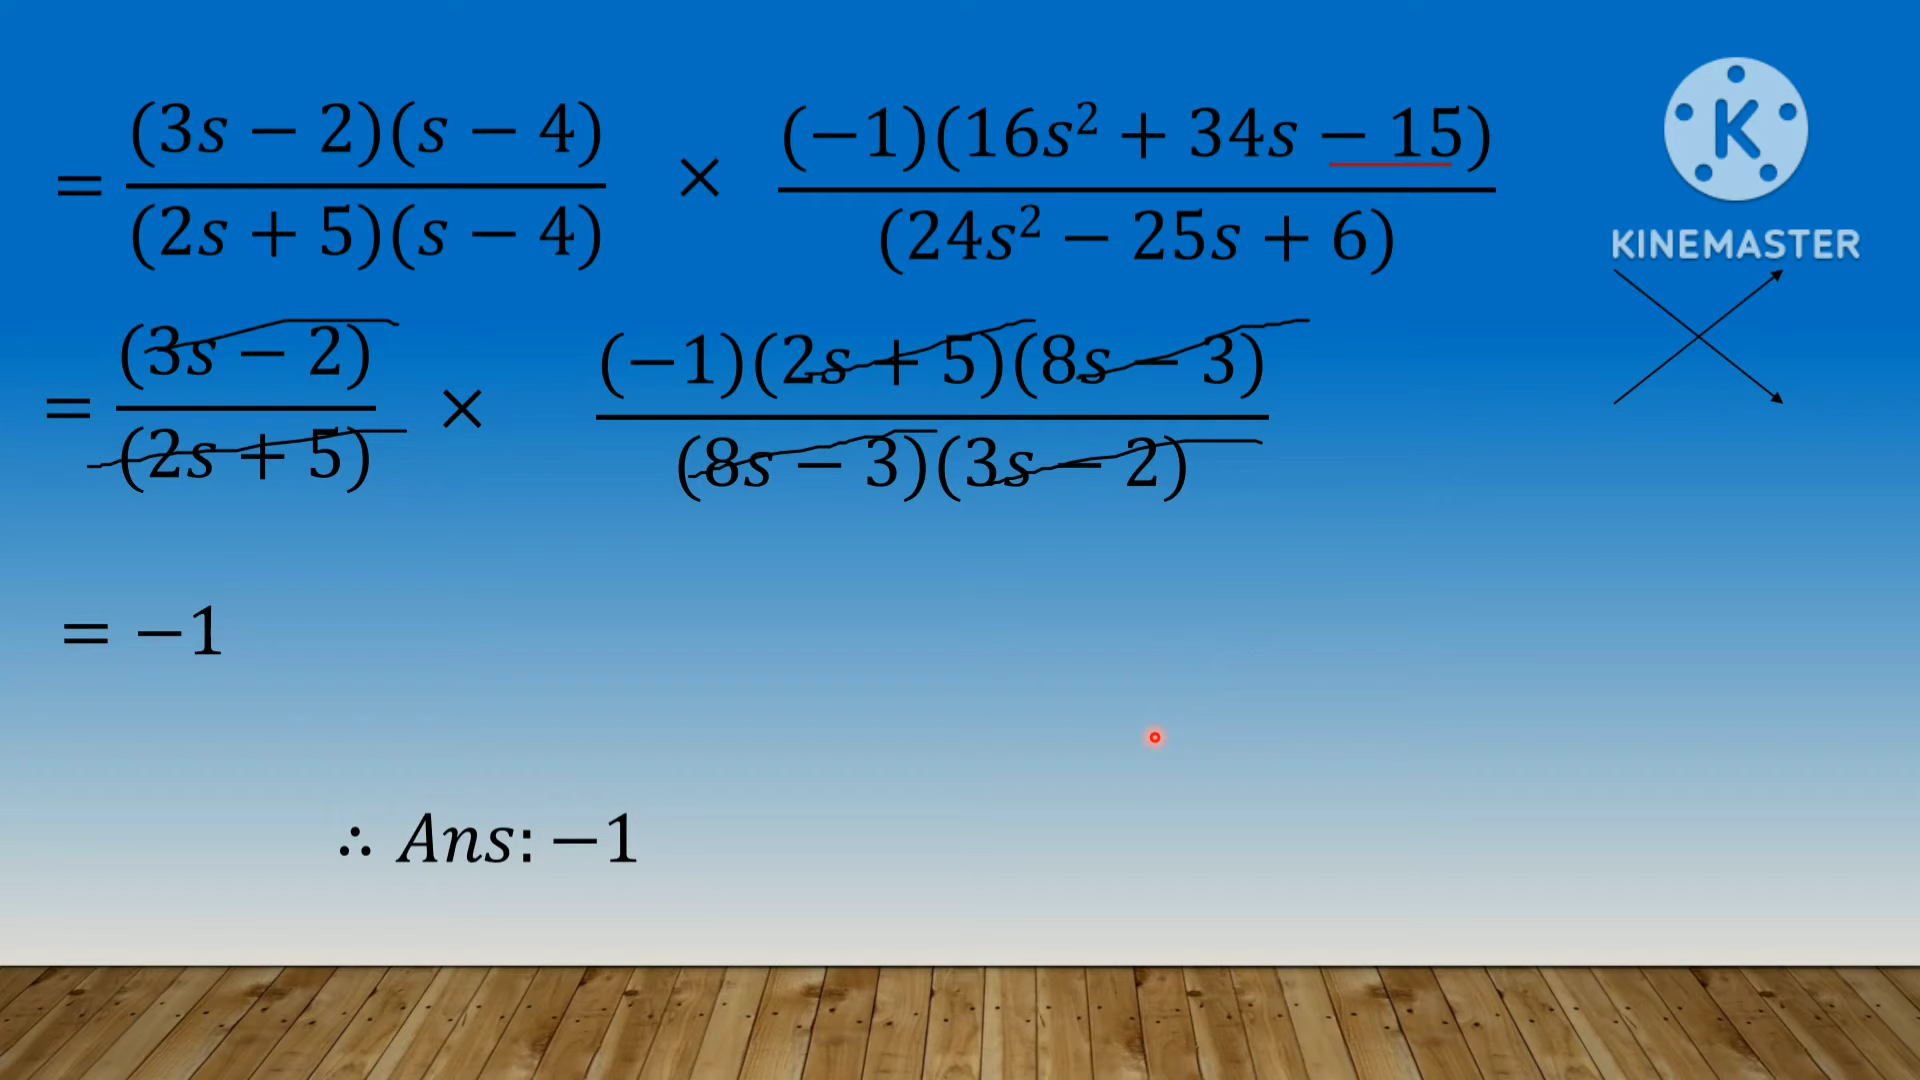 = (3s − 2)(s − 4) / (2s + 5)(s − 4) × (−1)(16s² + 34s − 15) / (24s² − 25s + 6)
K
KINEMASTER
= (3s − 2) / (2s + 5) × (−1)(2s + 5)(8s − 3) / (8s − 3)(3s − 2)
= −1
∴ Ans: −1